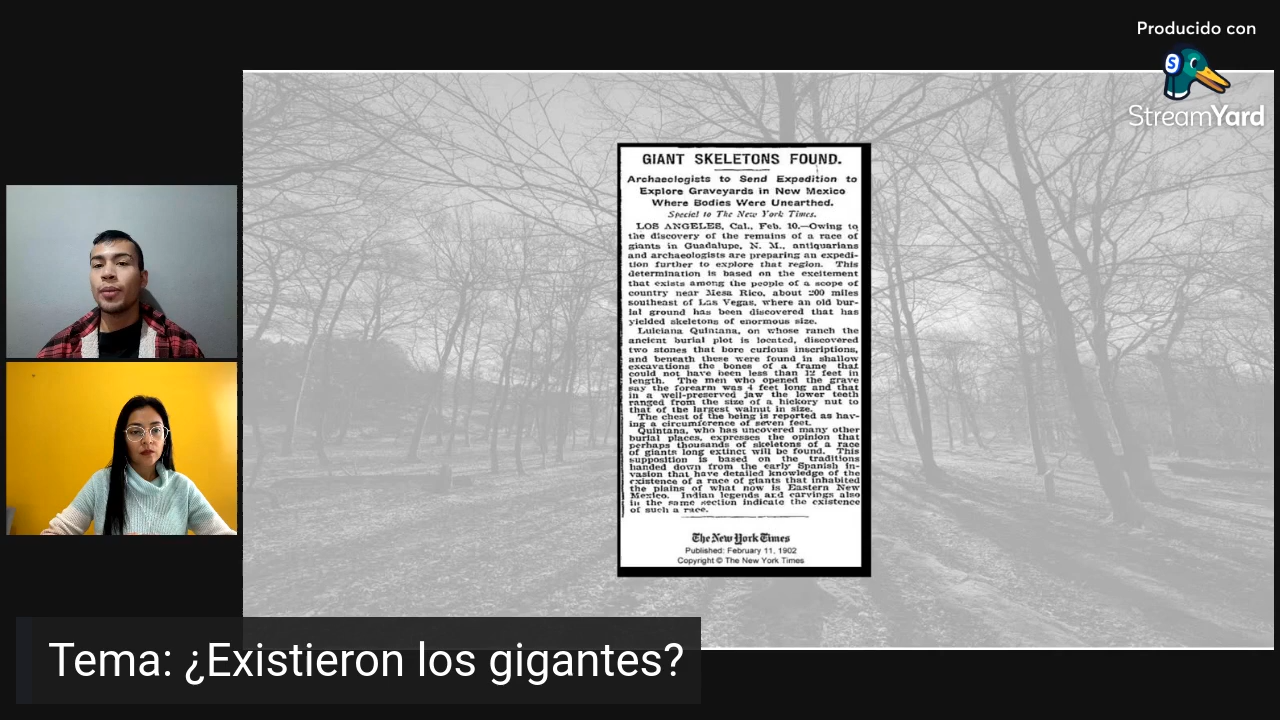 Producido con
StreamYard
GIANT SKELETONS FOUND.
Archaeologists to Send Expedition to
Explore Graveyards in New Mexico
Where Bodies Were Unearthed.
Special to The New York Times.
LOS ANGELES, Cal., Feb. 10.—Owing to
the discovery of the remains of a race of
giants in Guadalupe, N. M., antiquarians
and archaeologists are preparing an expedi-
tion further to explore that region. This
determination is based on the excitement
that exists among the people of a scope of
country near Mesa Rico, about 200 miles
southeast of Las Vegas, where an old bur-
ial ground has been discovered that has
yielded skeletons of enormous size.
Luiciana Quintana, on whose ranch the
ancient burial plot is located, discovered
two stones that bore curious inscriptions,
and beneath these were found in shallow
excavations the bones of a frame that
could not have been less than 12 feet in
length. The men who opened the grave
say the forearm was 4 feet long and that
in a well-preserved jaw the lower teeth
ranged from the size of a hickory nut to
that of the largest walnut in size.
The chest of the being is reported as hav-
ing a circumference of seven feet.
Quintana, who has uncovered many other
burial places, expresses the opinion that
perhaps thousands of skeletons of a race
of giants long extinct will be found. This
supposition is based on the traditions
handed down from the early Spanish in-
vasion that have detailed knowledge of the
existence of a race of giants that inhabited
the plains of what now is Eastern New
Mexico. Indian legends and carvings also
in the same section indicate the existence
of such a race.
The New York Times
Published: February 11, 1902
Copyright © The New York Times
Tema: ¿Existieron los gigantes?